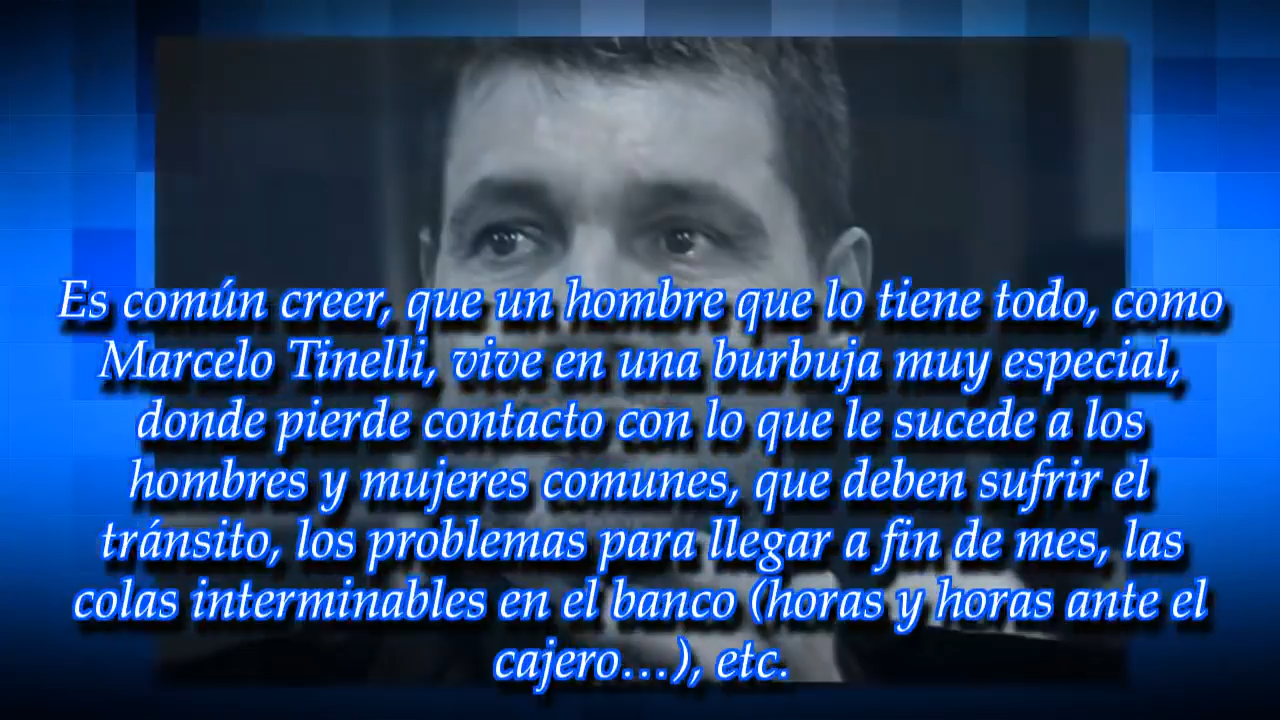 Es común creer, que un hombre que lo tiene todo, como
Marcelo Tinelli, vive en una burbuja muy especial,
donde pierde contacto con lo que le sucede a los
hombres y mujeres comunes, que deben sufrir el
tránsito, los problemas para llegar a fin de mes, las
colas interminables en el banco (horas y horas ante el
cajero…), etc.